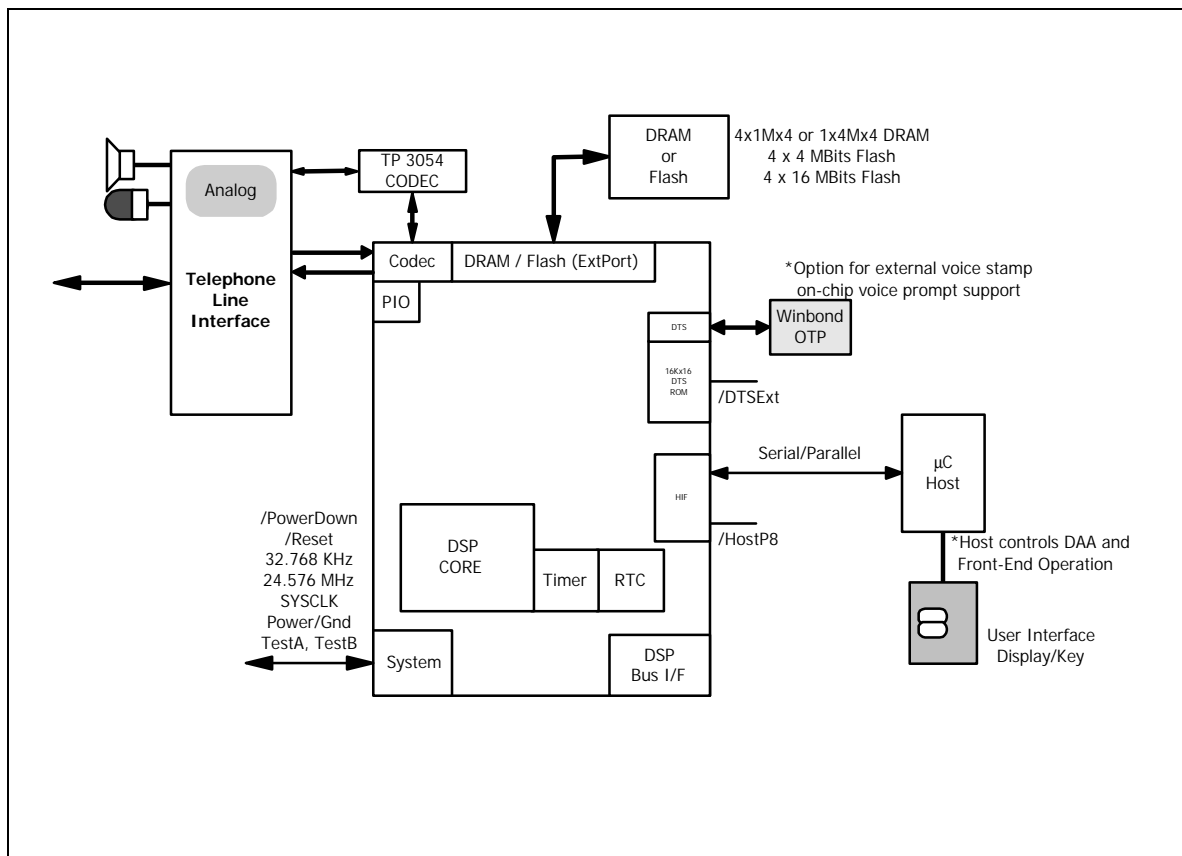 DRAM
or
Flash
4x1Mx4 or 1x4Mx4 DRAM
4 x 4 MBits Flash
4 x 16 MBits Flash
TP 3054
CODEC
Analog
Telephone
Line
Interface
Codec
DRAM / Flash (ExtPort)
PIO
*Option for external voice stamp
on-chip voice prompt support
Winbond
OTP
DTS
16Kx16
DTS
ROM
/DTSExt
Serial/Parallel
µC
Host
HIF
/HostP8
*Host controls DAA and
Front-End Operation
User Interface
Display/Key
DSP
CORE
Timer
RTC
/PowerDown
/Reset
32.768 KHz
24.576 MHz
SYSCLK
Power/Gnd
TestA, TestB
System
DSP
Bus I/F